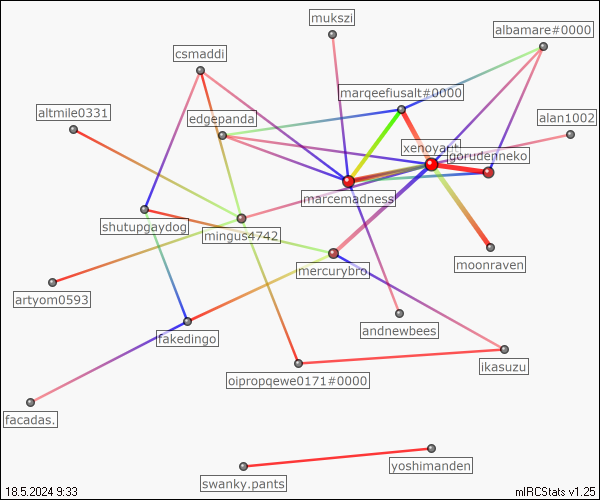 mukszi
albamare#0000
csmaddi
marqeefiusalt#0000
altmile0331
edgepanda
alan1002
xenoyaut
gorudenneko
marcemadness
shutupgaydog
mingus4742
mercurybro
moonraven
artyom0593
andnewbees
fakedingo
ikasuzu
oipropqewe0171#0000
facadas.
yoshimanden
swanky.pants
18.5.2024 9:33
mIRCStats v1.25